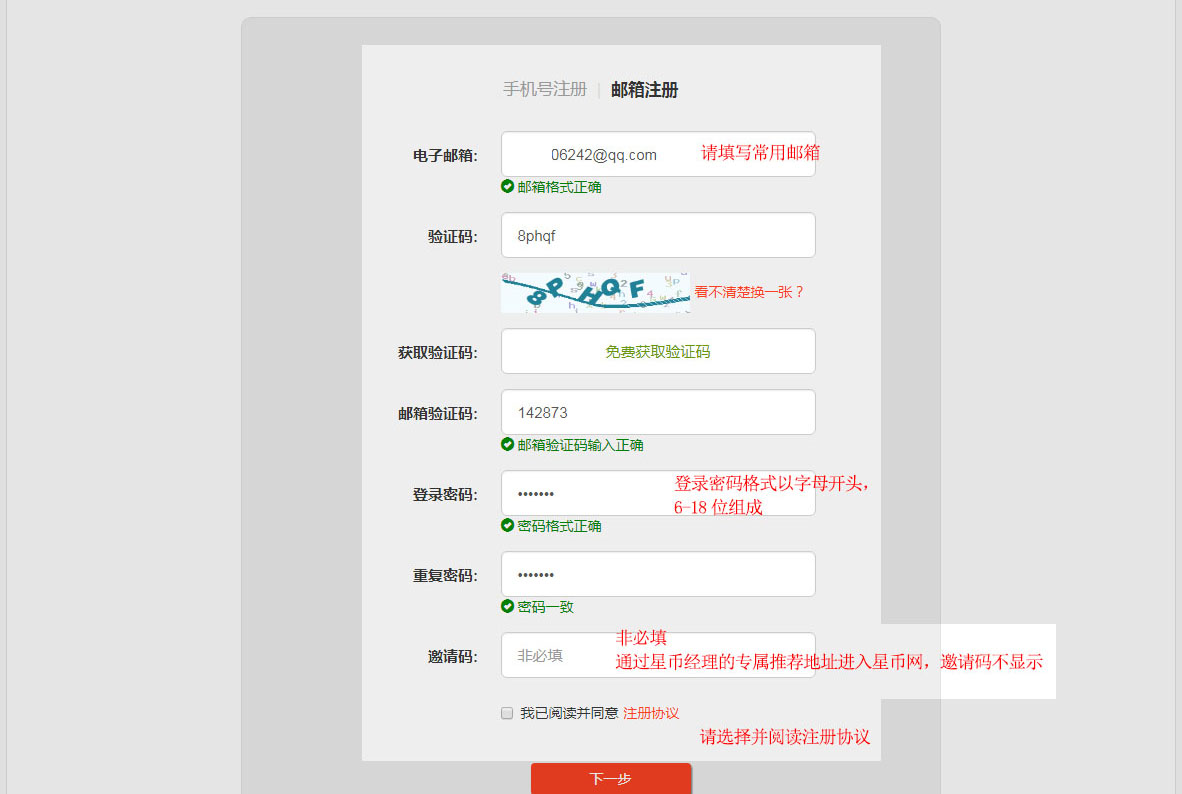 手机号注册 | 邮箱注册
电子邮箱: 06242@qq.com 请填写常用邮箱
邮箱格式正确
验证码: 8phqf
8PHQF 看不清楚换一张？
获取验证码: 免费获取验证码
邮箱验证码: 142873
邮箱验证码输入正确
登录密码: ••••••• 登录密码格式以字母开头，
6-18 位组成
密码格式正确
重复密码: •••••••
密码一致
非必填
邀请码: 非必填 通过星币经理的专属推荐地址进入星币网，邀请码不显示
我已阅读并同意 注册协议
请选择并阅读注册协议
下一步